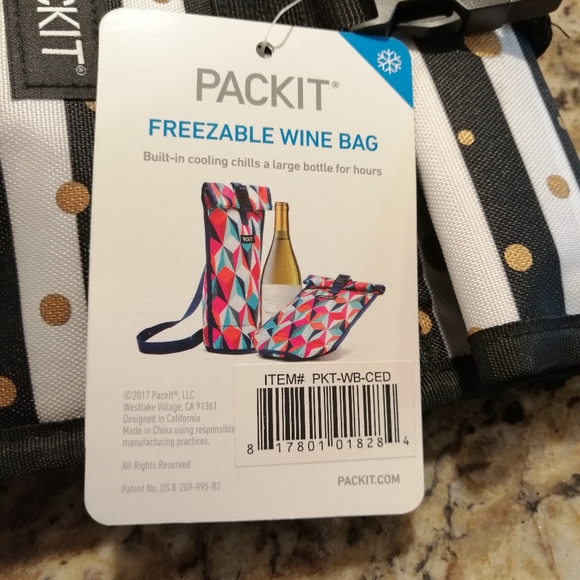 PACKIT®
PACKIT®
FREEZABLE WINE BAG
Built-in cooling chills a large bottle for hours
PACKIT
ITEM# PKT-WB-CED
8 17801 01828 4
©2017 PackIt®, LLC
Westlake Village, CA 91361
Designed in California
Made in China using responsible
manufacturing practices.
All Rights Reserved
Patent No. US 8-209-995-B2
PACKIT.COM